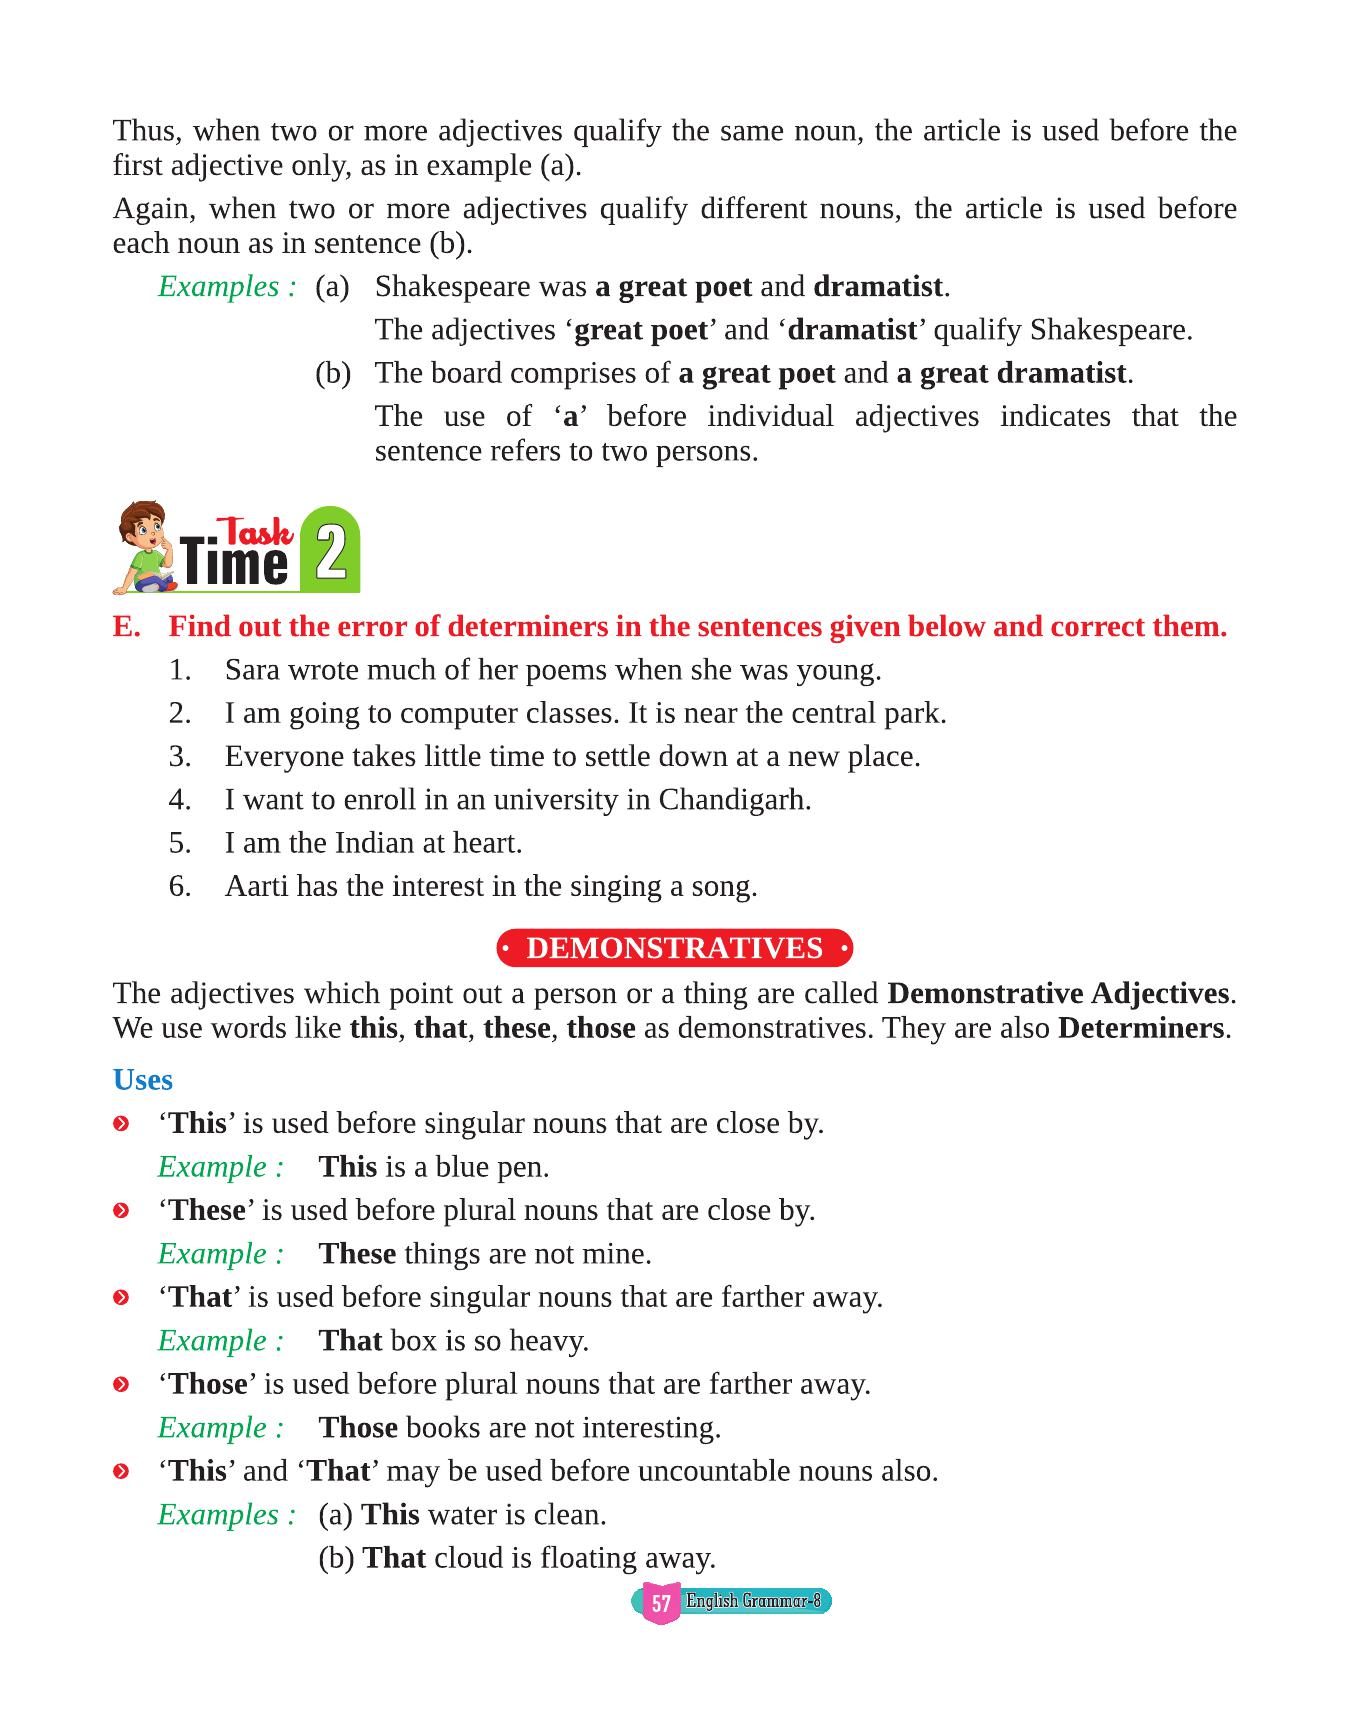 Thus, when two or more adjectives qualify the same noun, the article is used before the
first adjective only, as in example (a).
Again, when two or more adjectives qualify different nouns, the article is used before
each noun as in sentence (b).
Examples : (a) Shakespeare was a great poet and dramatist.
The adjectives ‘great poet’ and ‘dramatist’ qualify Shakespeare.
(b) The board comprises of a great poet and a great dramatist.
The use of ‘a’ before individual adjectives indicates that the
sentence refers to two persons.
Task
Time 2
E. Find out the error of determiners in the sentences given below and correct them.
1. Sara wrote much of her poems when she was young.
2. I am going to computer classes. It is near the central park.
3. Everyone takes little time to settle down at a new place.
4. I want to enroll in an university in Chandigarh.
5. I am the Indian at heart.
6. Aarti has the interest in the singing a song.
• DEMONSTRATIVES •
The adjectives which point out a person or a thing are called Demonstrative Adjectives.
We use words like this, that, these, those as demonstratives. They are also Determiners.
Uses
‘This’ is used before singular nouns that are close by.
Example : This is a blue pen.
‘These’ is used before plural nouns that are close by.
Example : These things are not mine.
‘That’ is used before singular nouns that are farther away.
Example : That box is so heavy.
‘Those’ is used before plural nouns that are farther away.
Example : Those books are not interesting.
‘This’ and ‘That’ may be used before uncountable nouns also.
Examples : (a) This water is clean.
(b) That cloud is floating away.
57 English Grammar-8